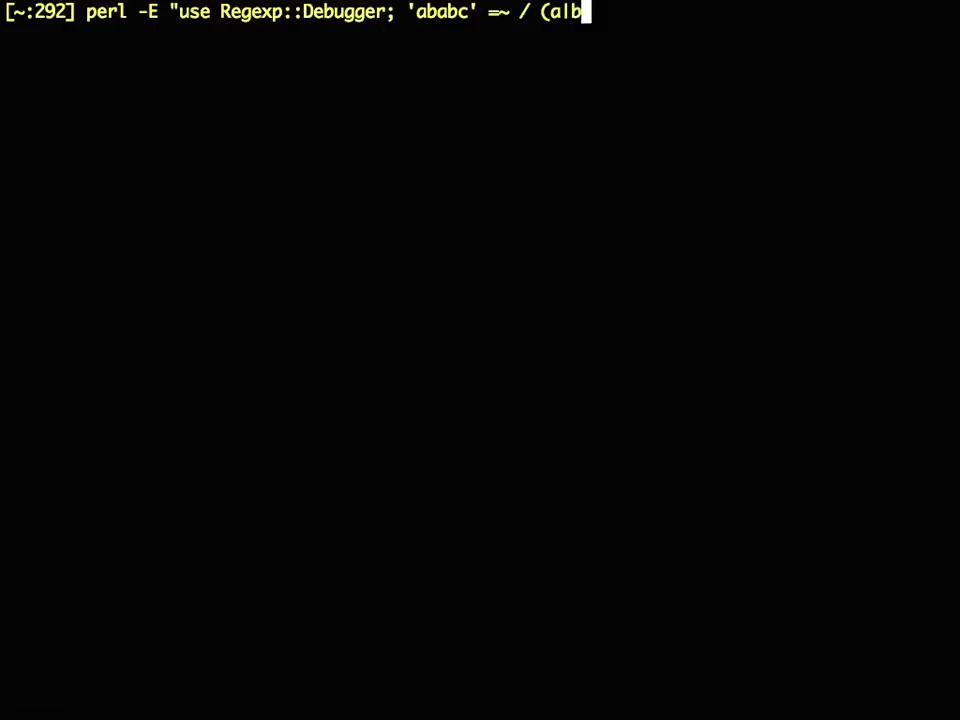 [~:292] perl -E "use Regexp::Debugger; 'ababc' =~ / (a|b